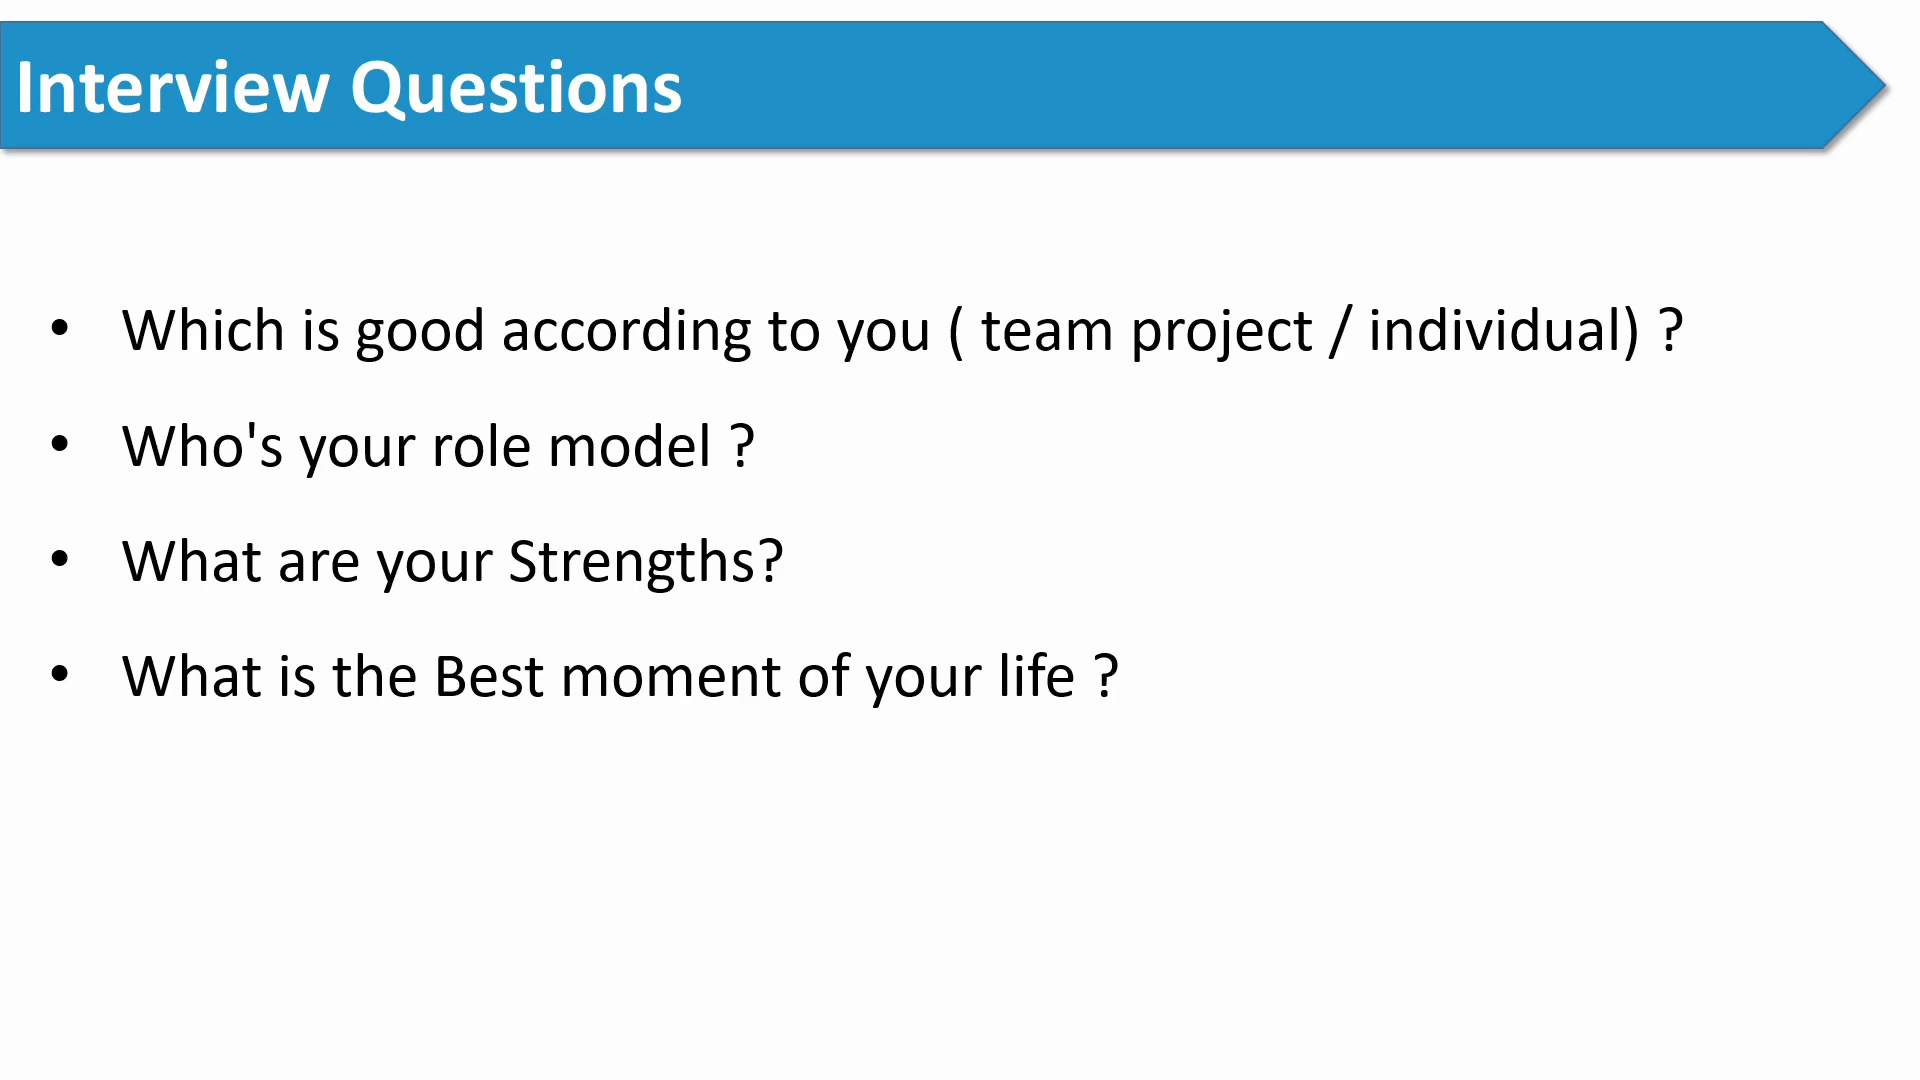 Interview Questions
• Which is good according to you ( team project / individual) ?
• Who's your role model ?
• What are your Strengths?
• What is the Best moment of your life ?